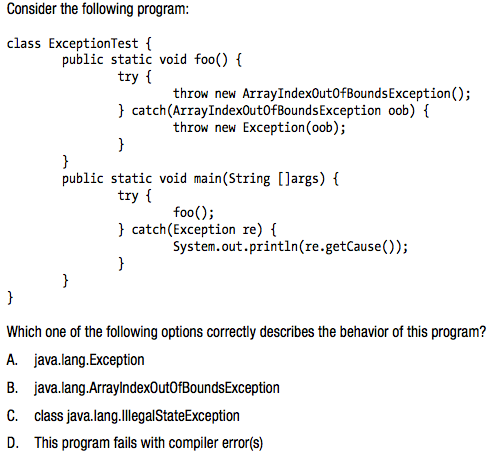 Consider the following program:
class ExceptionTest {
public static void foo() {
try {
throw new ArrayIndexOutOfBoundsException();
} catch(ArrayIndexOutOfBoundsException oob) {
throw new Exception(oob);
}
}
public static void main(String []args) {
try {
foo();
} catch(Exception re) {
System.out.println(re.getCause());
}
}
}
Which one of the following options correctly describes the behavior of this program?
A. java.lang.Exception
B. java.lang.ArrayIndexOutOfBoundsException
C. class java.lang.IllegalStateException
D. This program fails with compiler error(s)